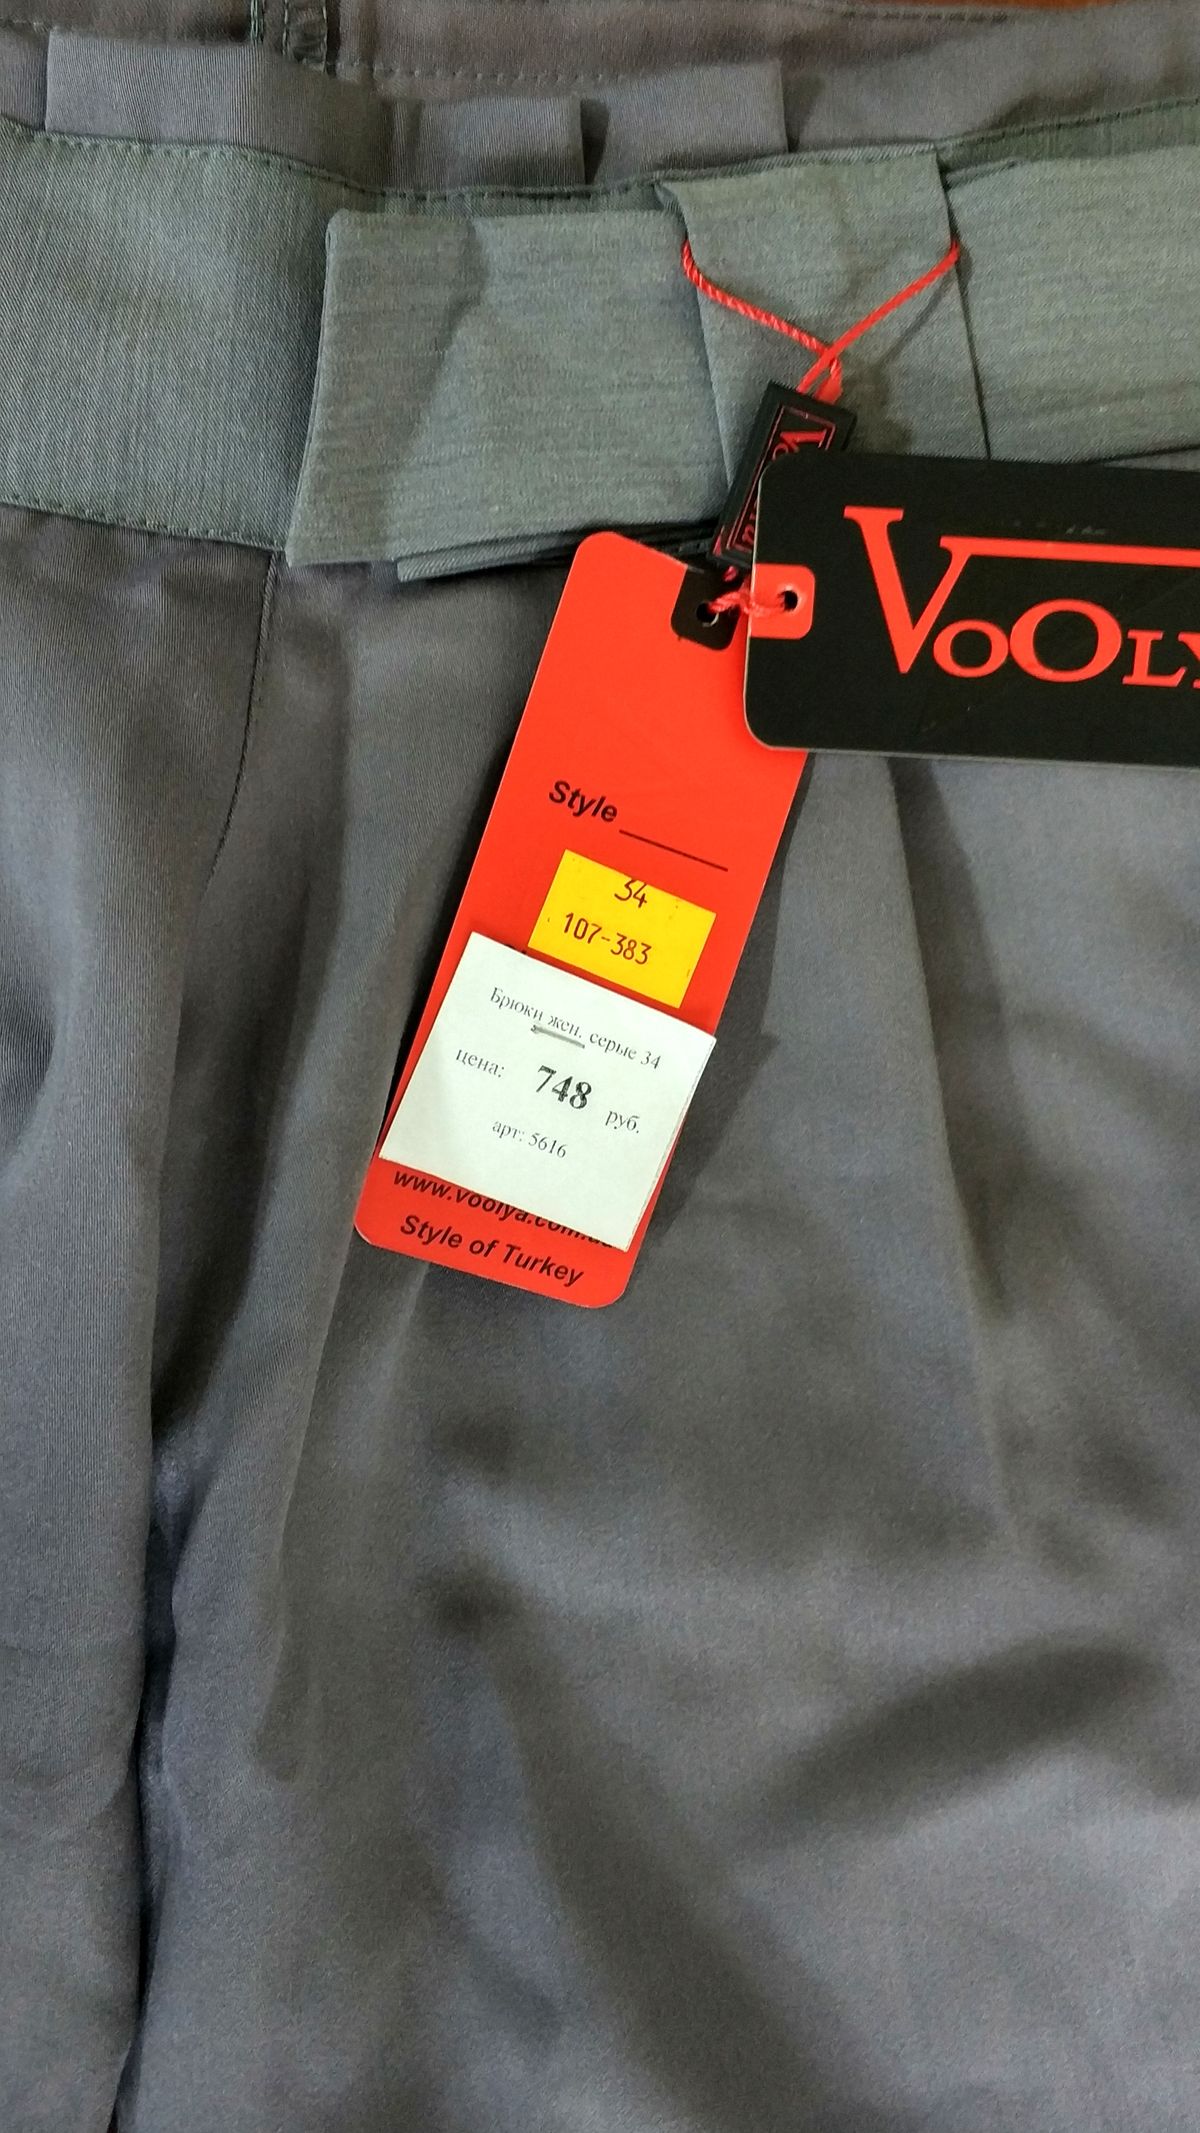 VOOLY
Style
34
107-383
Брюки жен. серые 34
цена: 748 руб.
арт: 5616
Style of Turkey